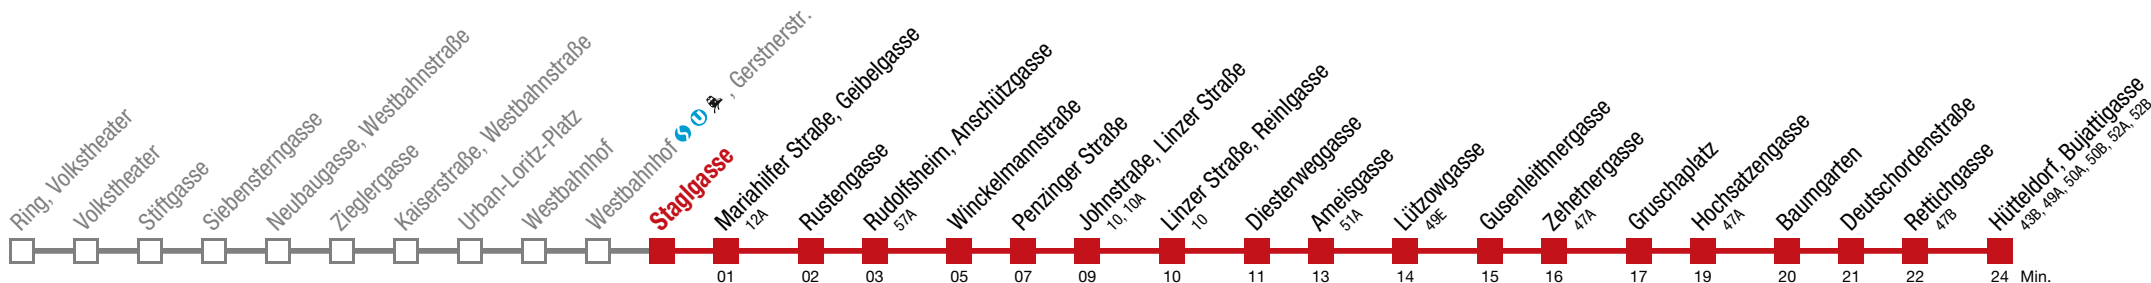 Ring, Volkstheater
Volkstheater
Stiftgasse
Siebensterngasse
Neubaugasse, Westbahnstraße
Zieglergasse
Kaiserstraße, Westbahnstraße
Urban-Loritz-Platz
Westbahnhof
Westbahnhof S U , Gerstnerstr.
Staglgasse
Mariahilfer Straße, Geibelgasse
12A
Rustengasse
Rudolfsheim, Anschützgasse
57A
Winckelmannstraße
Penzinger Straße
Johnstraße, Linzer Straße
10, 10A
Linzer Straße, Reinlgasse
10
Diesterweggasse
Ameisgasse
51A
Lützowgasse
49E
Gusenleithnergasse
Zehetnergasse
47A
Gruschaplatz
Hochsatzengasse
47A
Baumgarten
Deutschordenstraße
Rettichgasse
47B
Hütteldorf, Bujattigasse
43B, 49A, 50A, 50B, 52A, 52B
01 02 03 05 07 09 10 11 13 14 15 16 17 19 20 21 22 24 Min.